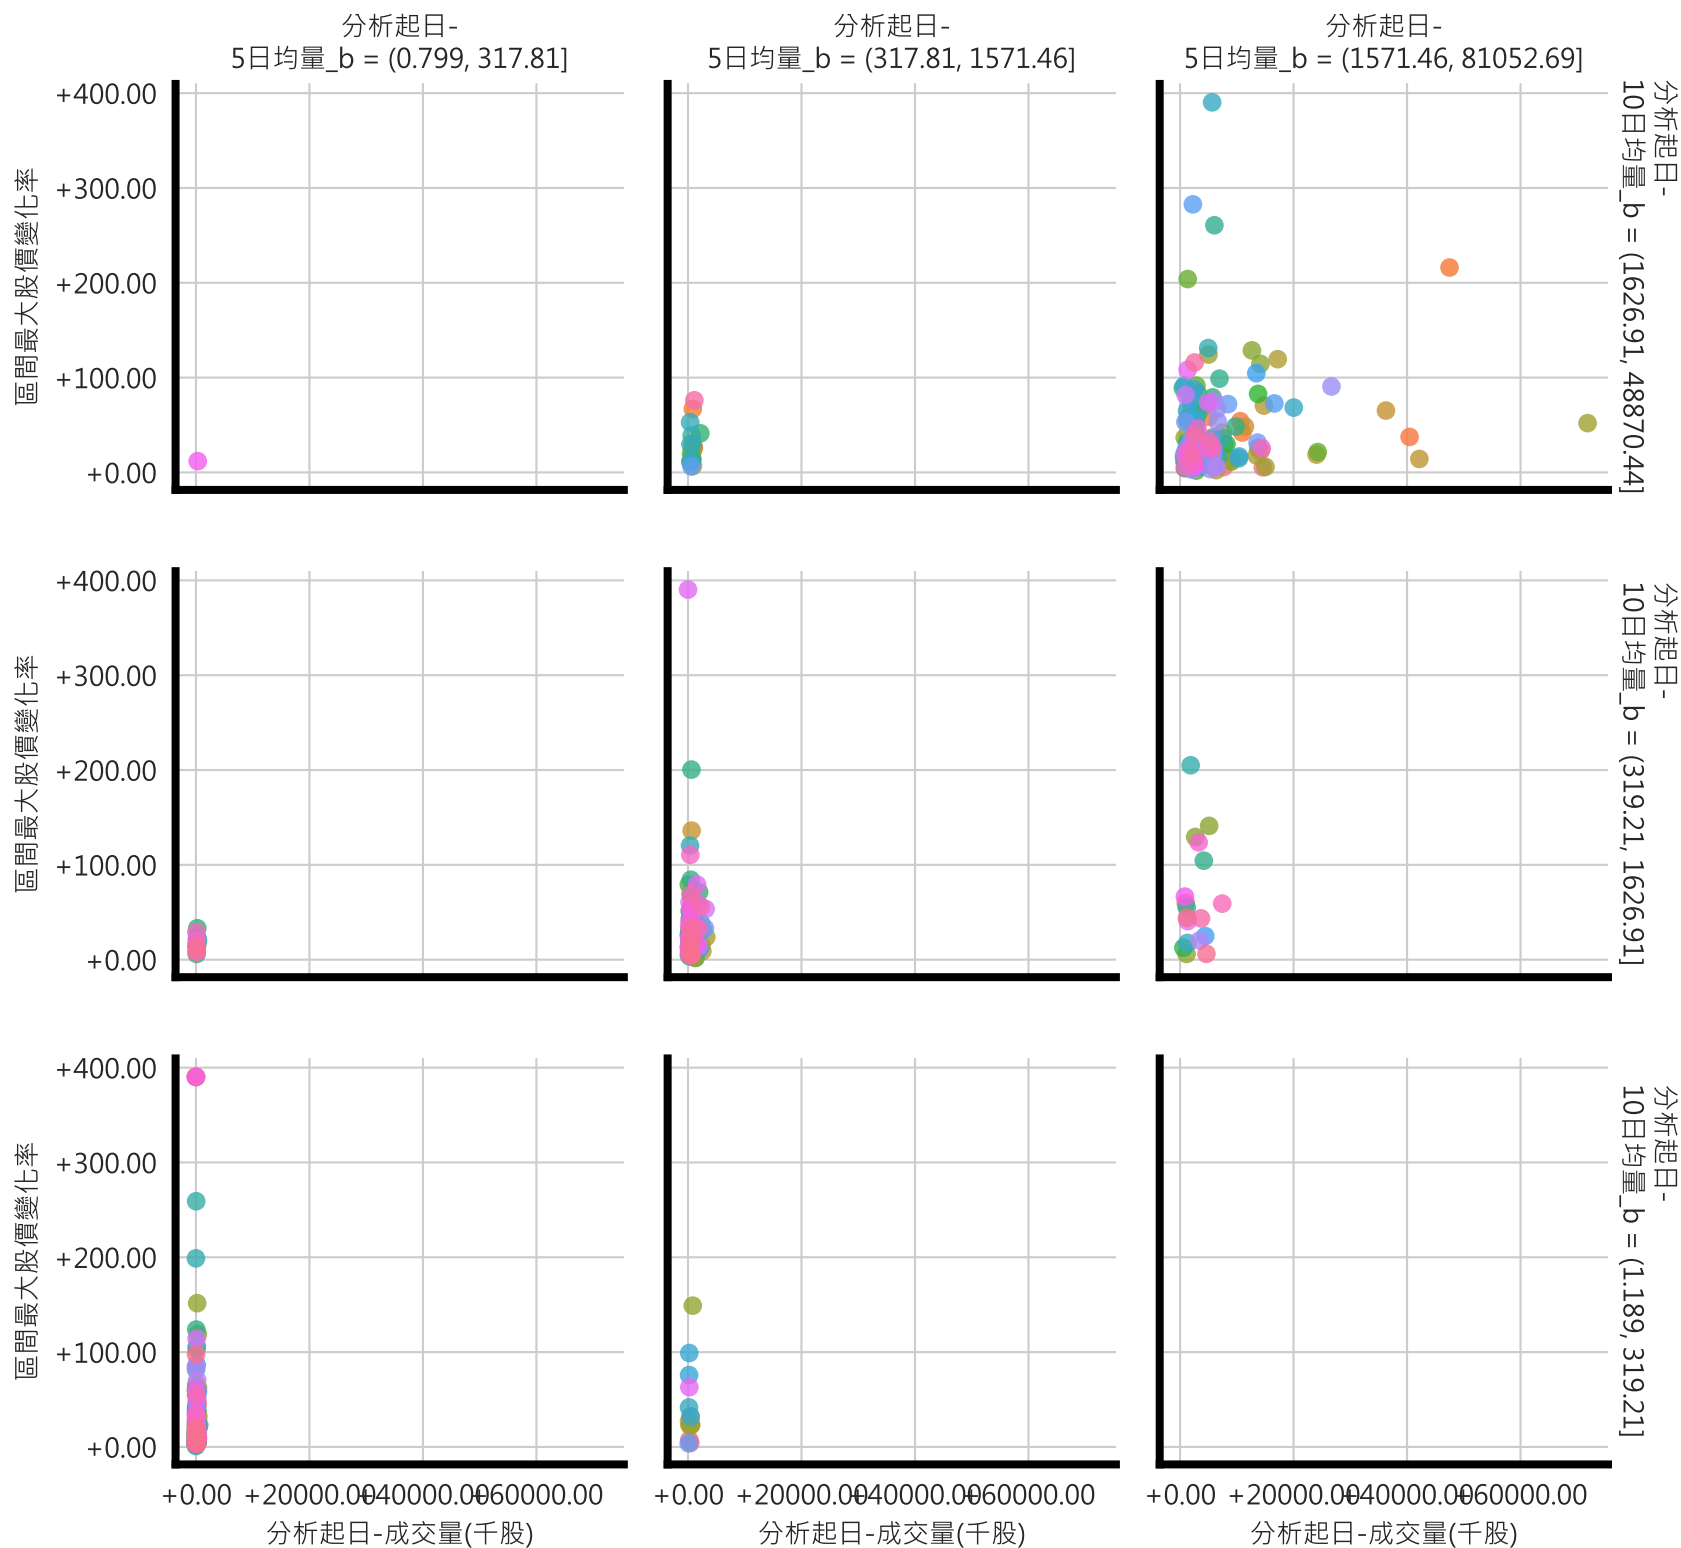 分析起日-
5日均量_b = (0.799, 317.81]
分析起日-
5日均量_b = (317.81, 1571.46]
分析起日-
5日均量_b = (1571.46, 81052.69]
分析起日-
10日均量_b = (1626.91, 48870.44]
區間最大股價變化率
+400.00
+300.00
+200.00
+100.00
+0.00
分析起日-
10日均量_b = (319.21, 1626.91]
區間最大股價變化率
+400.00
+300.00
+200.00
+100.00
+0.00
分析起日-
10日均量_b = (1.189, 319.21]
區間最大股價變化率
+400.00
+300.00
+200.00
+100.00
+0.00
+0.00 +20000.00 +40000.00 +60000.00
+0.00 +20000.00 +40000.00 +60000.00
+0.00 +20000.00 +40000.00 +60000.00
分析起日-成交量(千股)
分析起日-成交量(千股)
分析起日-成交量(千股)